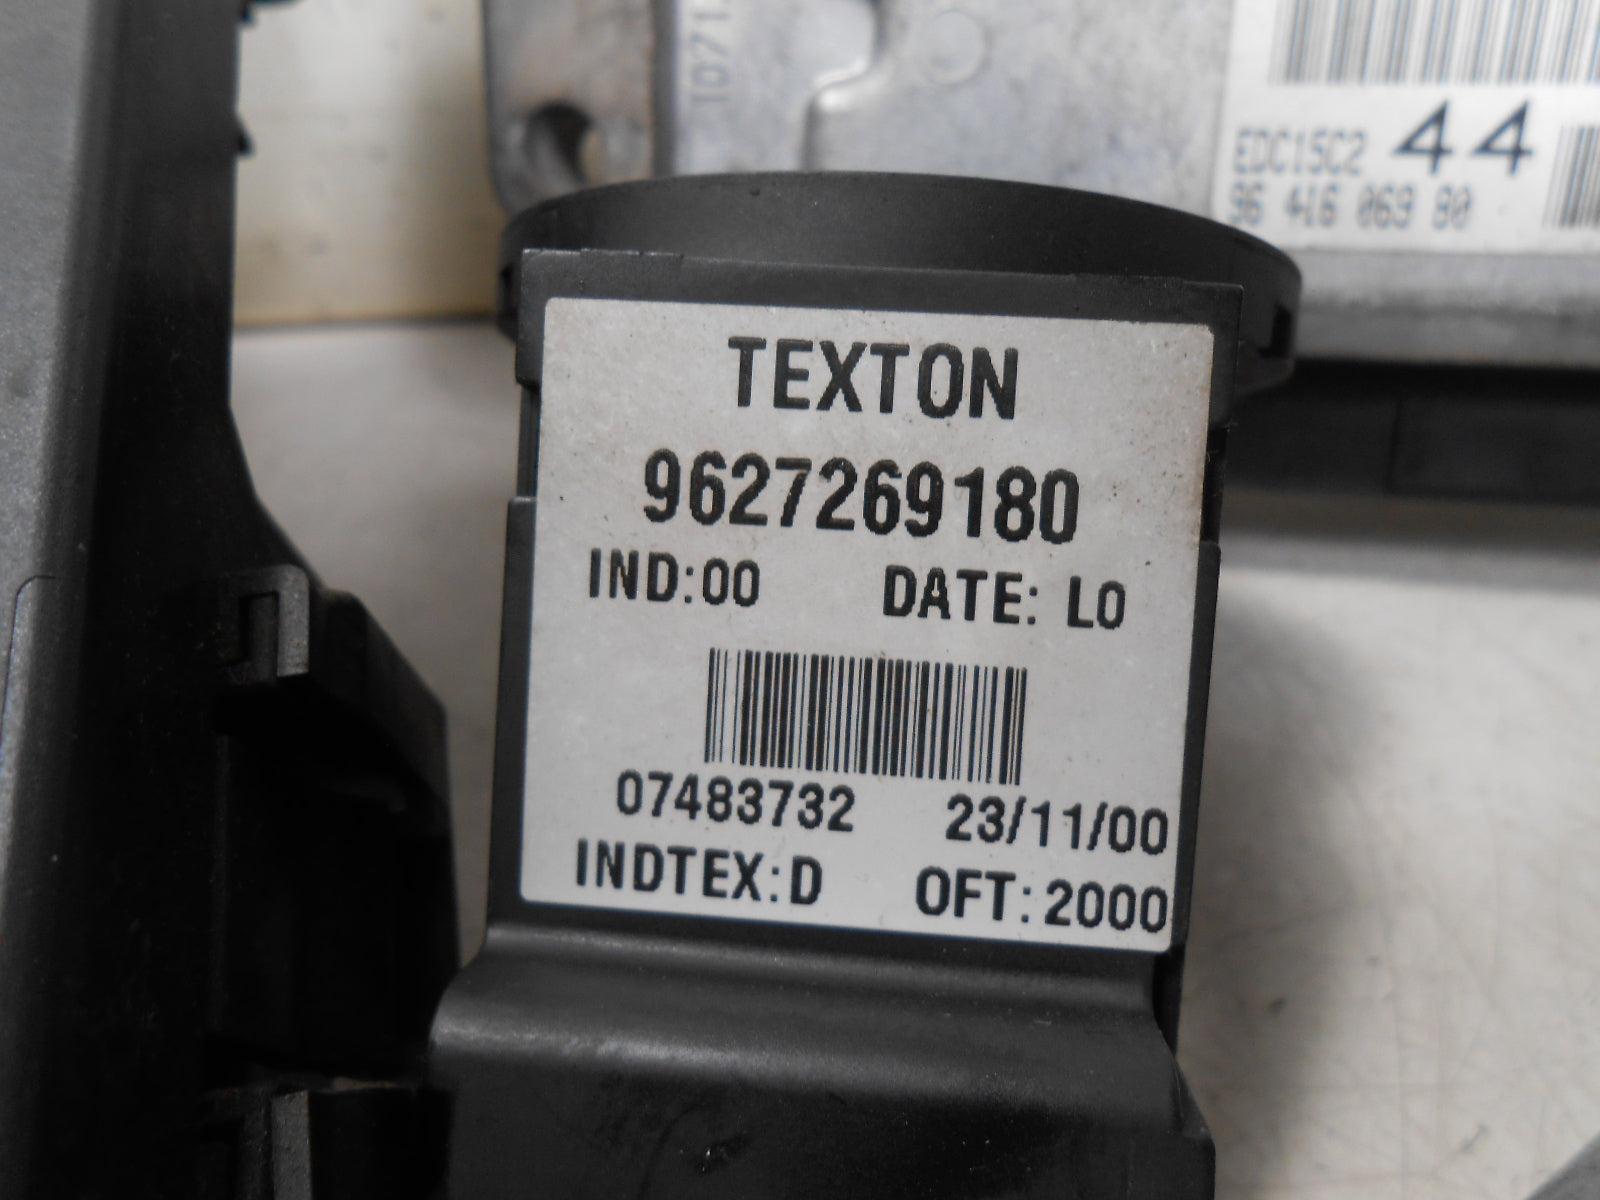 T071
44
EDC15C2
96 416 069 80
TEXTON
9627269180
IND:00 DATE: L0
07483732 23/11/00
INDTEX:D OFT:2000